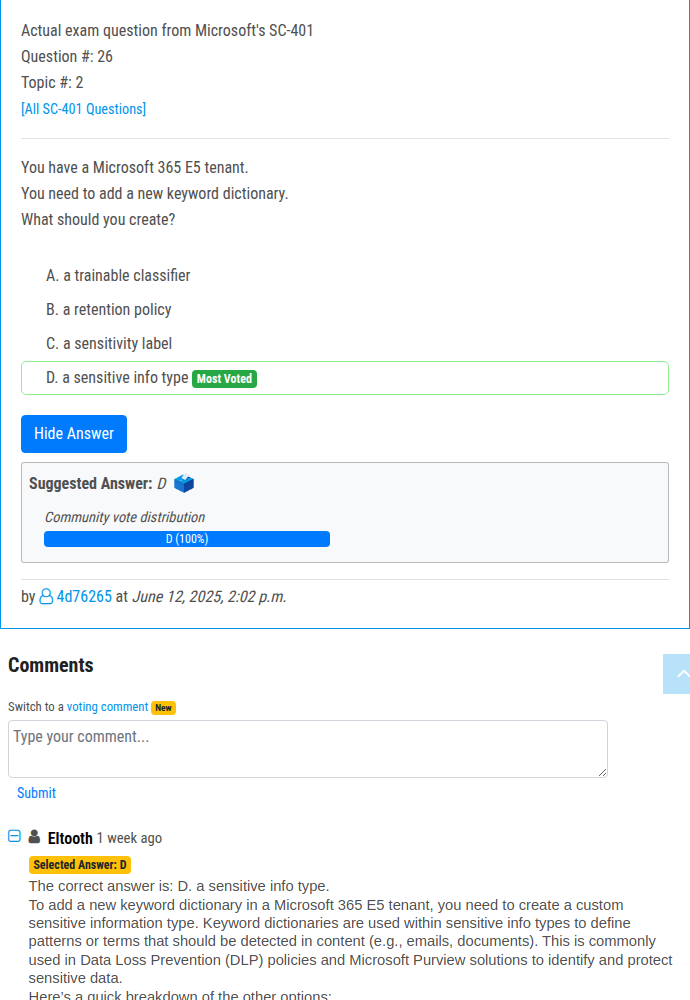 Actual exam question from Microsoft's SC-401
Question #: 26
Topic #: 2
[All SC-401 Questions]
You have a Microsoft 365 E5 tenant.
You need to add a new keyword dictionary.
What should you create?
A. a trainable classifier
B. a retention policy
C. a sensitivity label
D. a sensitive info type Most Voted
Hide Answer
Suggested Answer: D
Community vote distribution
D (100%)
by 4d76265 at June 12, 2025, 2:02 p.m.
Comments
Switch to a voting comment New
Type your comment...
Submit
Eltooth 1 week ago
Selected Answer: D
The correct answer is: D. a sensitive info type.
To add a new keyword dictionary in a Microsoft 365 E5 tenant, you need to create a custom
sensitive information type. Keyword dictionaries are used within sensitive info types to define
patterns or terms that should be detected in content (e.g., emails, documents). This is commonly
used in Data Loss Prevention (DLP) policies and Microsoft Purview solutions to identify and protect
sensitive data.
Here's a quick breakdown of the other options: